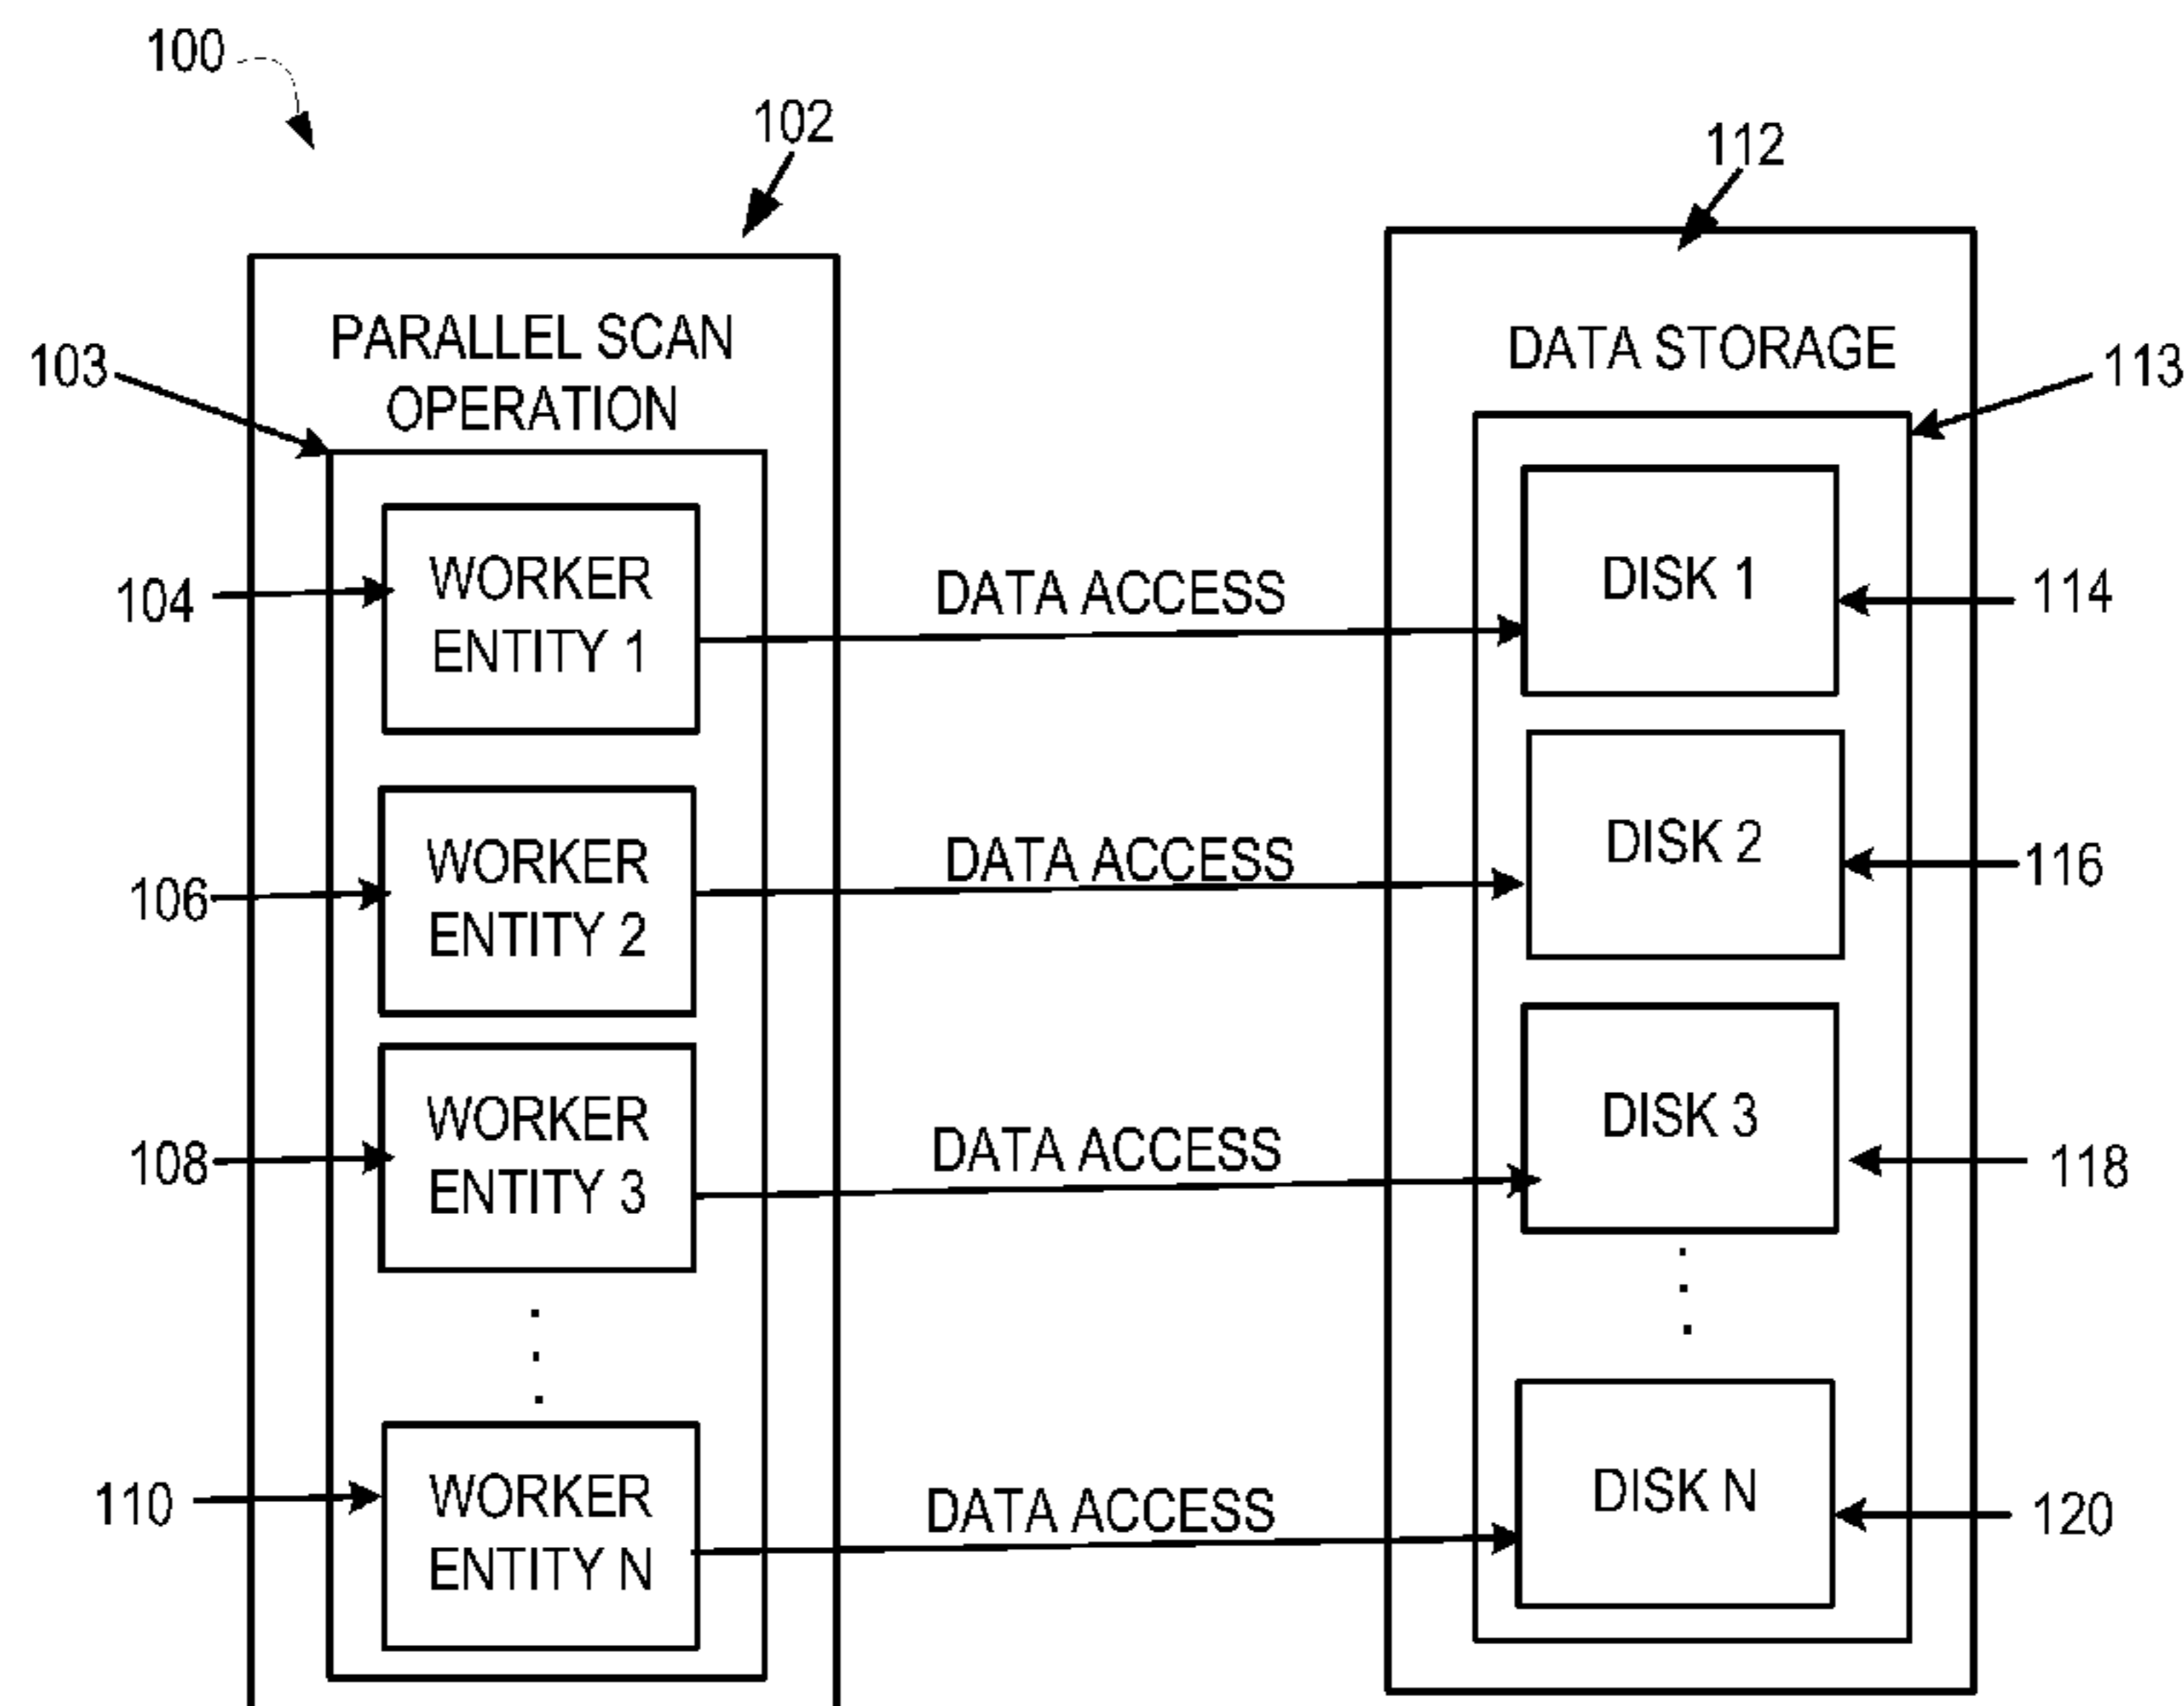 100
102
112
PARALLEL SCAN
OPERATION
DATA STORAGE
103
113
WORKER
ENTITY 1
DATA ACCESS
DISK 1
104
114
WORKER
ENTITY 2
DATA ACCESS
DISK 2
106
116
WORKER
ENTITY 3
DATA ACCESS
DISK 3
108
118
WORKER
ENTITY N
DATA ACCESS
DISK N
110
120